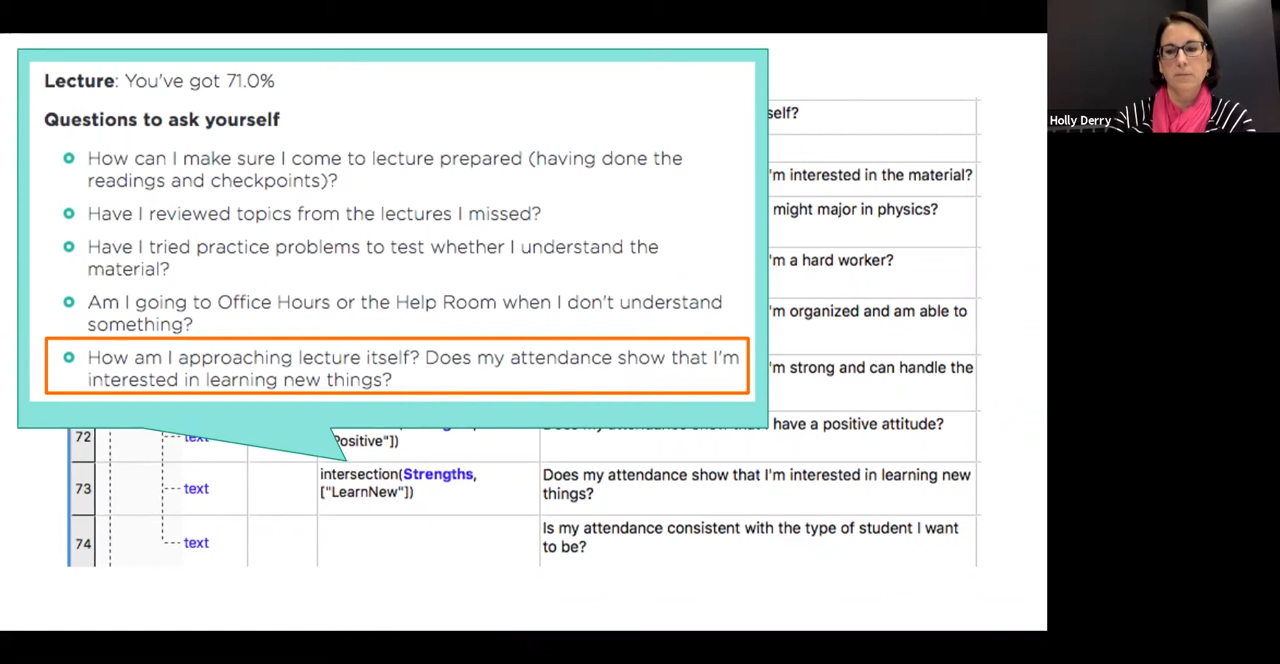 Lecture: You've got 71.0%
Questions to ask yourself
How can I make sure I come to lecture prepared (having done the
readings and checkpoints)?
Have I reviewed topics from the lectures I missed?
Have I tried practice problems to test whether I understand the
material?
Am I going to Office Hours or the Help Room when I don't understand
something?
How am I approaching lecture itself? Does my attendance show that I'm
interested in learning new things?
self?
'm interested in the material?
might major in physics?
'm a hard worker?
'm organized and am able to
'm strong and can handle the
72
text
Positive"])
Does my attendance show that I have a positive attitude?
73
text
intersection(Strengths,
["LearnNew"])
Does my attendance show that I'm interested in learning new
things?
74
text
Is my attendance consistent with the type of student I want
to be?
Holly Derry